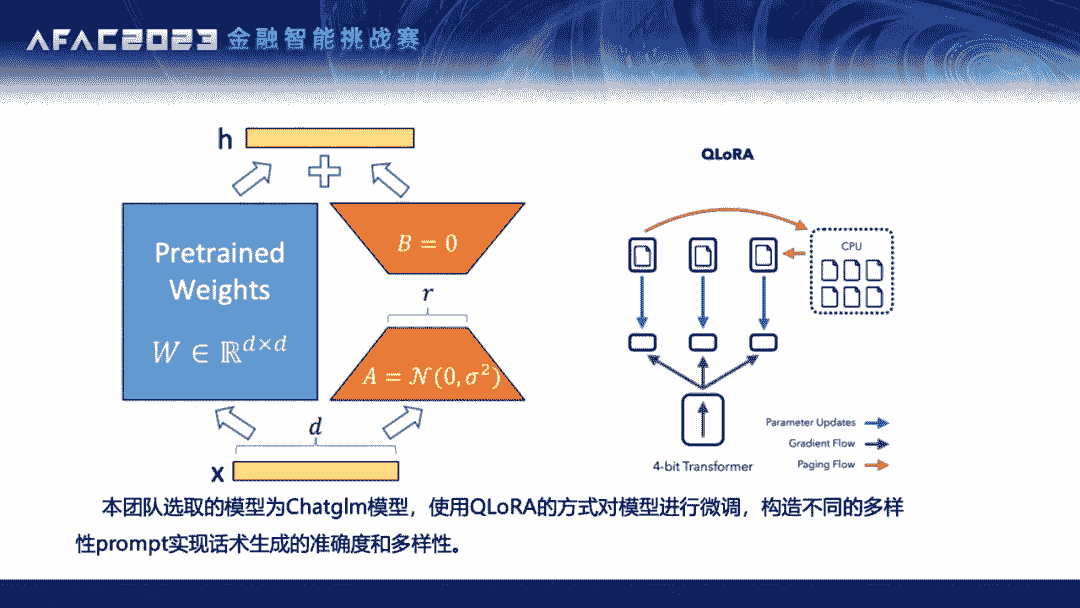 AFAC2023 金融智能挑战赛
h
Pretrained
Weights
W ∈ ℝ^{d×d}
B = 0
r
A = 𝒩(0, σ²)
d
x
QLoRA
CPU
4-bit Transformer
Parameter Updates
Gradient Flow
Paging Flow
本团队选取的模型为Chatglm模型，使用QLoRA的方式对模型进行微调，构造不同的多样
性prompt实现话术生成的准确度和多样性。